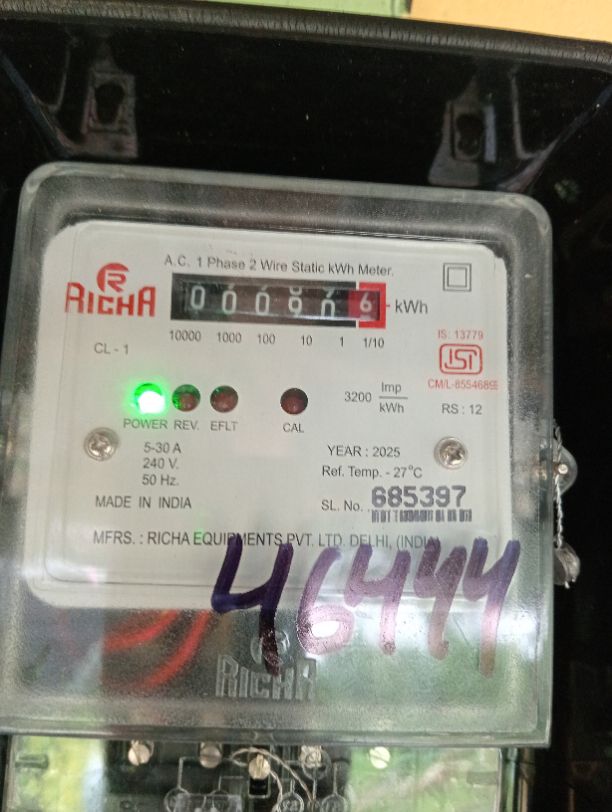 A.C. 1 Phase 2 Wire Static kWh Meter.
R
RICHA
kWh
10000 1000 100 10 1 1/10
CL - 1
IS : 13779
ISI
CM/L-8554685
3200 Imp/kWh
RS : 12
POWER REV. EFLT CAL
5-30 A
240 V.
50 Hz.
YEAR : 2025
Ref. Temp. - 27°C
MADE IN INDIA
SL. No. 685397
MFRS. : RICHA EQUIPMENTS PVT. LTD. DELHI, (INDIA)
46444
RICHA